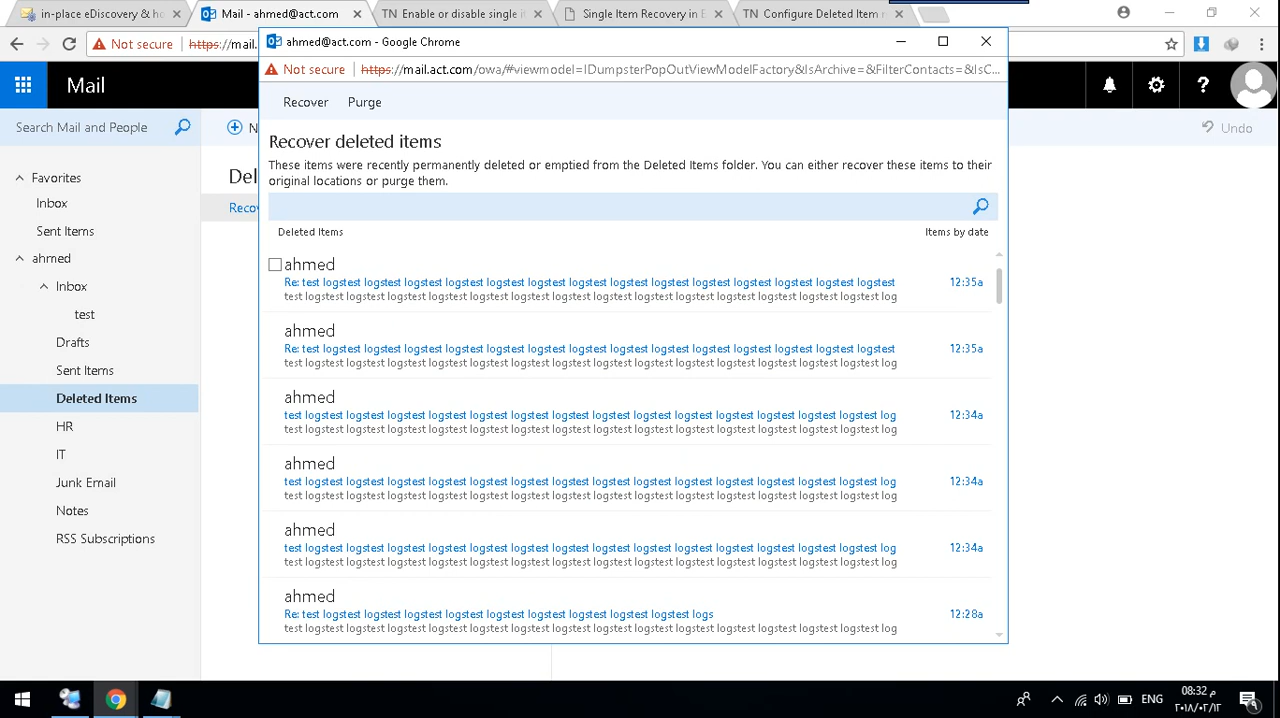 in-place eDiscovery & ho
Mail - ahmed@act.com
TN Enable or disable single i
Single Item Recovery in E
TN Configure Deleted Item r
Not secure
https://mail.
ahmed@act.com - Google Chrome
Not secure | https://mail.act.com/owa/#viewmodel=IDumpsterPopOutViewModelFactory&IsArchive=&FilterContacts=&IsC...
Mail
Recover Purge
Search Mail and People
N
Undo
Recover deleted items
These items were recently permanently deleted or emptied from the Deleted Items folder. You can either recover these items to their
original locations or purge them.
Favorites
Inbox
Sent Items
ahmed
Inbox
test
Drafts
Sent Items
Deleted Items
HR
IT
Junk Email
Notes
RSS Subscriptions
Del
Recov
Deleted Items Items by date
ahmed
Re: test logstest logstest logstest logstest logstest logstest logstest logstest logstest logstest logstest logstest logstest logstest 12:35a
test logstest logstest logstest logstest logstest logstest logstest logstest logstest logstest logstest logstest logstest logstest log
ahmed
Re: test logstest logstest logstest logstest logstest logstest logstest logstest logstest logstest logstest logstest logstest logstest 12:35a
test logstest logstest logstest logstest logstest logstest logstest logstest logstest logstest logstest logstest logstest logstest log
ahmed
test logstest logstest logstest logstest logstest logstest logstest logstest logstest logstest logstest logstest logstest logstest log 12:34a
test logstest logstest logstest logstest logstest logstest logstest logstest logstest logstest logstest logstest logstest logstest log
ahmed
test logstest logstest logstest logstest logstest logstest logstest logstest logstest logstest logstest logstest logstest logstest log 12:34a
test logstest logstest logstest logstest logstest logstest logstest logstest logstest logstest logstest logstest logstest logstest log
ahmed
test logstest logstest logstest logstest logstest logstest logstest logstest logstest logstest logstest logstest logstest logstest log 12:34a
test logstest logstest logstest logstest logstest logstest logstest logstest logstest logstest logstest logstest logstest logstest log
ahmed
Re: test logstest logstest logstest logstest logstest logstest logstest logstest logstest logs 12:28a
test logstest logstest logstest logstest logstest logstest logstest logstest logstest logstest logstest logstest logstest logstest log
ENG
08:32 م
٢٠١٨/٠٢/١٢